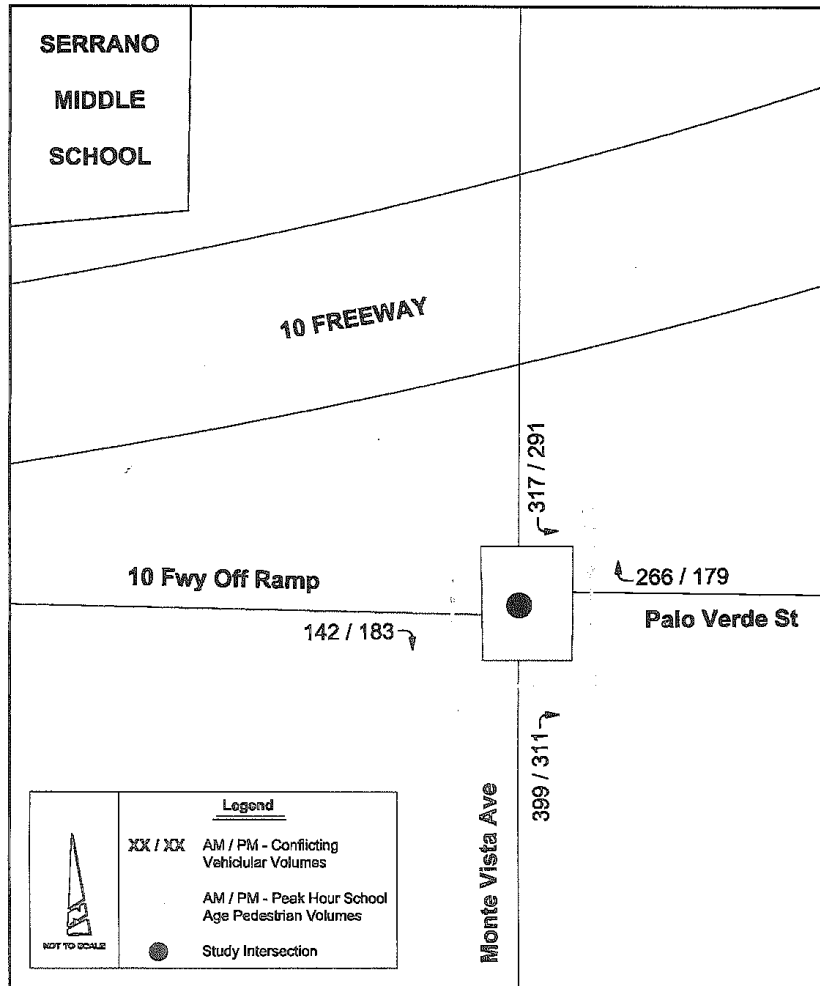 SERRANO
MIDDLE
SCHOOL
10 FREEWAY
317 / 291
10 Fwy Off Ramp
266 / 179
142 / 183
Palo Verde St
399 / 311
Monte Vista Ave
Legend
XX / XX AM / PM - Conflicting
Vehiclular Volumes
AM / PM - Peak Hour School
Age Pedestrian Volumes
Study Intersection
NOT TO SCALE